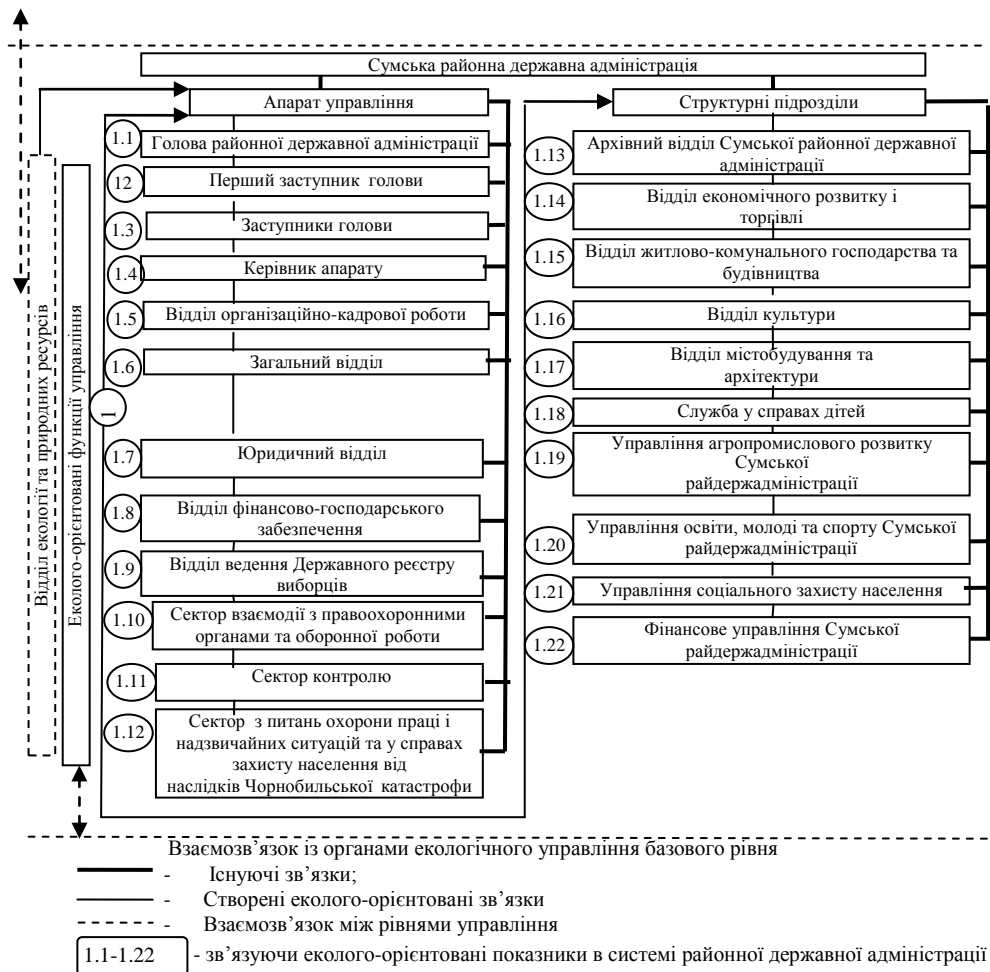 Сумська районна державна адміністрація
Апарат управління
1.1
Голова районної державної адміністрації
12
Перший заступник голови
1.3
Заступники голови
1.4
Керівник апарату
1.5
Відділ організаційно-кадрової роботи
1.6
Загальний відділ
1.7
Юридичний відділ
1.8
Відділ фінансово-господарського
забезпечення
1.9
Відділ ведення Державного реєстру
виборців
1.10
Сектор взаємодії з правоохоронними
органами та оборонної роботи
1.11
Сектор контролю
1.12
Сектор з питань охорони праці і
надзвичайних ситуацій та у справах
захисту населення від
наслідків Чорнобильської катастрофи
Структурні підрозділи
1.13
Архівний відділ Сумської районної державної
адміністрації
1.14
Відділ економічного розвитку і
торгівлі
1.15
Відділ житлово-комунального господарства та
будівництва
1.16
Відділ культури
1.17
Відділ містобудування та
архітектури
1.18
Служба у справах дітей
1.19
Управління агропромислового розвитку
Сумської
райдержадміністрації
1.20
Управління освіти, молоді та спорту Сумської
райдержадміністрації
1.21
Управління соціального захисту населення
1.22
Фінансове управління Сумської
райдержадміністрації
Відділ екології та природних ресурсів
Еколого-орієнтовані функції управління
1
Взаємозв'язок із органами екологічного управління базового рівня
- Існуючі зв'язки;
- Створені еколого-орієнтовані зв'язки
- Взаємозв'язок між рівнями управління
1.1-1.22 - зв'язуючи еколого-орієнтовані показники в системі районної державної адміністрації